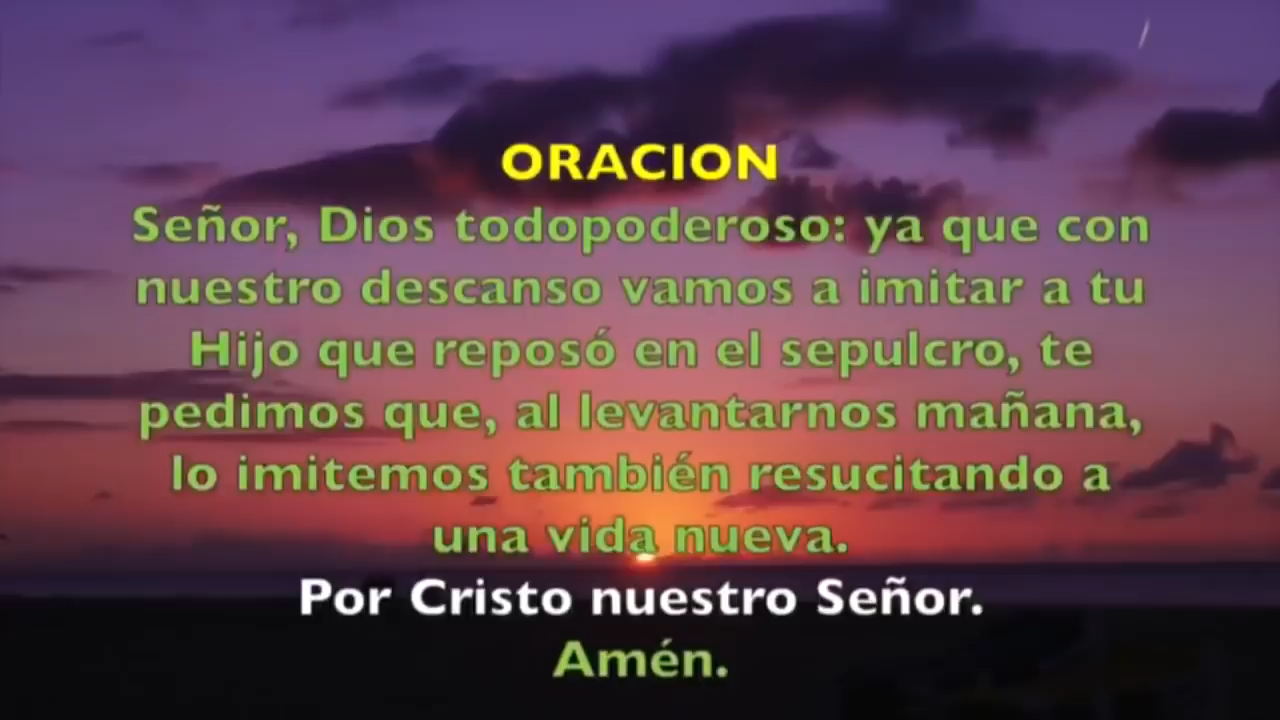 ORACION
Señor, Dios todopoderoso: ya que con
nuestro descanso vamos a imitar a tu
Hijo que reposó en el sepulcro, te
pedimos que, al levantarnos mañana,
lo imitemos también resucitando a
una vida nueva.
Por Cristo nuestro Señor.
Amén.